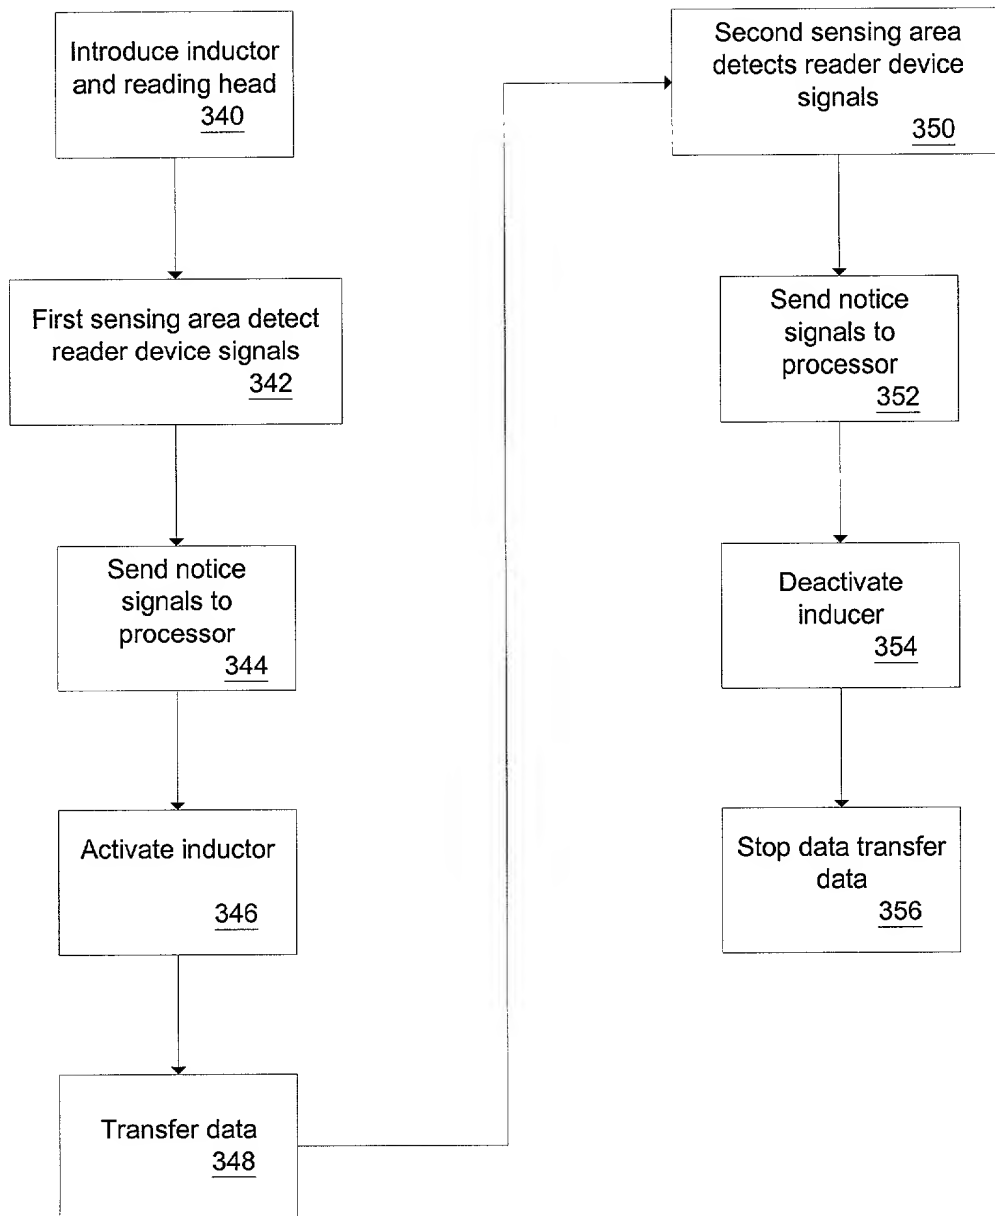 Introduce inductor
and reading head
340
First sensing area detect
reader device signals
342
Send notice
signals to
processor
344
Activate inductor
346
Transfer data
348
Second sensing area
detects reader device
signals
350
Send notice
signals to
processor
352
Deactivate
inducer
354
Stop data transfer
data
356